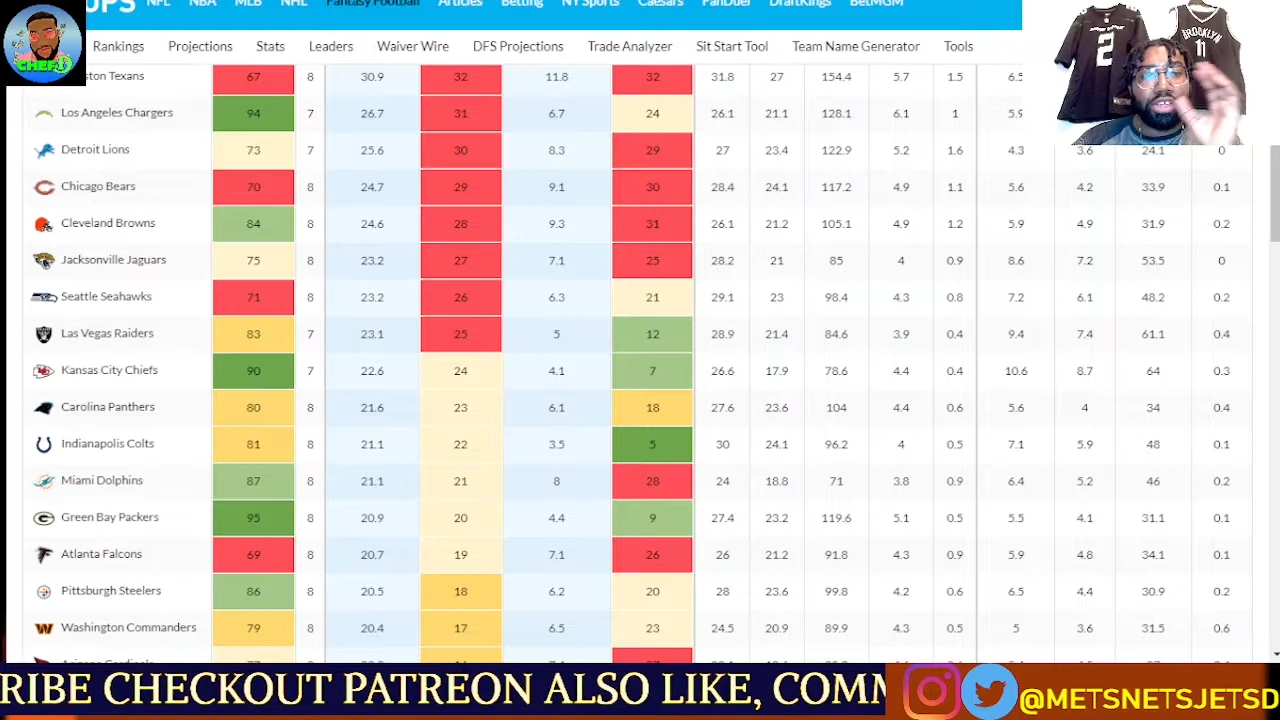 UPS NFL NBA MLB NHL Fantasy Football Articles Betting NY Sports Caesars FanDuel DraftKings BetMGM
Rankings Projections Stats Leaders Waiver Wire DFS Projections Trade Analyzer Sit Start Tool Team Name Generator Tools
CHEF
2
BROOKLYN
11
ston Texans 67 8 30.9 32 11.8 32 31.8 27 154.4 5.7 1.5 6.5
Los Angeles Chargers 94 7 26.7 31 6.7 24 26.1 21.1 128.1 6.1 1 5.9
Detroit Lions 73 7 25.6 30 8.3 29 27 23.4 122.9 5.2 1.6 4.3 3.6 24.1 0
Chicago Bears 70 8 24.7 29 9.1 30 28.4 24.1 117.2 4.9 1.1 5.6 4.2 33.9 0.1
Cleveland Browns 84 8 24.6 28 9.3 31 26.1 21.2 105.1 4.9 1.2 5.9 4.9 31.9 0.2
Jacksonville Jaguars 75 8 23.2 27 7.1 25 28.2 21 85 4 0.9 8.6 7.2 53.5 0
Seattle Seahawks 71 8 23.2 26 6.3 21 29.1 23 98.4 4.3 0.8 7.2 6.1 48.2 0.2
Las Vegas Raiders 83 7 23.1 25 5 12 28.9 21.4 84.6 3.9 0.4 9.4 7.4 61.1 0.4
Kansas City Chiefs 90 7 22.6 24 4.1 7 26.6 17.9 78.6 4.4 0.4 10.6 8.7 64 0.3
Carolina Panthers 80 8 21.6 23 6.1 18 27.6 23.6 104 4.4 0.6 5.6 4 34 0.4
Indianapolis Colts 81 8 21.1 22 3.5 5 30 24.1 96.2 4 0.5 7.1 5.9 48 0.1
Miami Dolphins 87 8 21.1 21 8 28 24 18.8 71 3.8 0.9 6.4 5.2 46 0.2
Green Bay Packers 95 8 20.9 20 4.4 9 27.4 23.2 119.6 5.1 0.5 5.5 4.1 31.1 0.1
Atlanta Falcons 69 8 20.7 19 7.1 26 26 21.2 91.8 4.3 0.9 5.9 4.8 34.1 0.1
Pittsburgh Steelers 86 8 20.5 18 6.2 20 28 23.6 99.8 4.2 0.6 6.5 4.4 30.9 0.2
Washington Commanders 79 8 20.4 17 6.5 23 24.5 20.9 89.9 4.3 0.5 5 3.6 31.5 0.6
RIBE CHECKOUT PATREON ALSO LIKE, COMM
@METSNETSJETSD